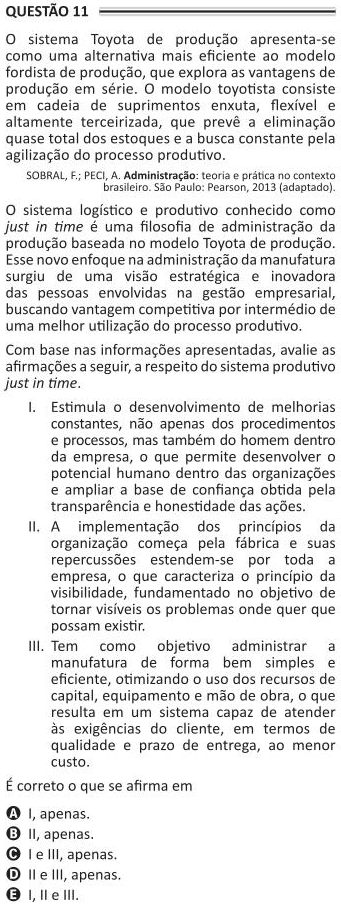 QUESTÃO 11
O sistema Toyota de produção apresenta-se
como uma alternativa mais eficiente ao modelo
fordista de produção, que explora as vantagens de
produção em série. O modelo toyotista consiste
em cadeia de suprimentos enxuta, flexível e
altamente terceirizada, que prevê a eliminação
quase total dos estoques e a busca constante pela
agilização do processo produtivo.
SOBRAL, F.; PECI, A. Administração: teoria e prática no contexto
brasileiro. São Paulo: Pearson, 2013 (adaptado).
O sistema logístico e produtivo conhecido como
just in time é uma filosofia de administração da
produção baseada no modelo Toyota de produção.
Esse novo enfoque na administração da manufatura
surgiu de uma visão estratégica e inovadora
das pessoas envolvidas na gestão empresarial,
buscando vantagem competitiva por intermédio de
uma melhor utilização do processo produtivo.
Com base nas informações apresentadas, avalie as
afirmações a seguir, a respeito do sistema produtivo
just in time.
I. Estimula o desenvolvimento de melhorias
constantes, não apenas dos procedimentos
e processos, mas também do homem dentro
da empresa, o que permite desenvolver o
potencial humano dentro das organizações
e ampliar a base de confiança obtida pela
transparência e honestidade das ações.
II. A implementação dos princípios da
organização começa pela fábrica e suas
repercussões estendem-se por toda a
empresa, o que caracteriza o princípio da
visibilidade, fundamentado no objetivo de
tornar visíveis os problemas onde quer que
possam existir.
III. Tem como objetivo administrar a
manufatura de forma bem simples e
eficiente, otimizando o uso dos recursos de
capital, equipamento e mão de obra, o que
resulta em um sistema capaz de atender
às exigências do cliente, em termos de
qualidade e prazo de entrega, ao menor
custo.
É correto o que se afirma em
A I, apenas.
B II, apenas.
C I e III, apenas.
D II e III, apenas.
E I, II e III.